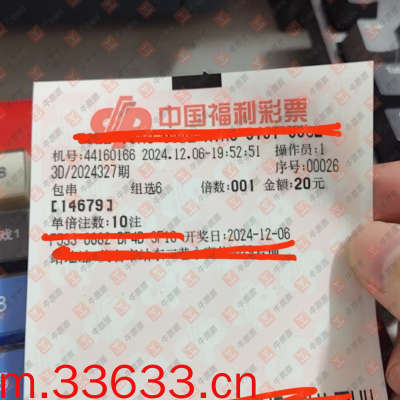 中国福利彩票
机号:44160166 2024.12.06-19:52:51 操作员:1
3D/2024327期 序号:00026
包串 组选6 倍数:001 金额:20元
[14679]
单倍注数:10注
开奖日:2024-12-06
m.33633.cn